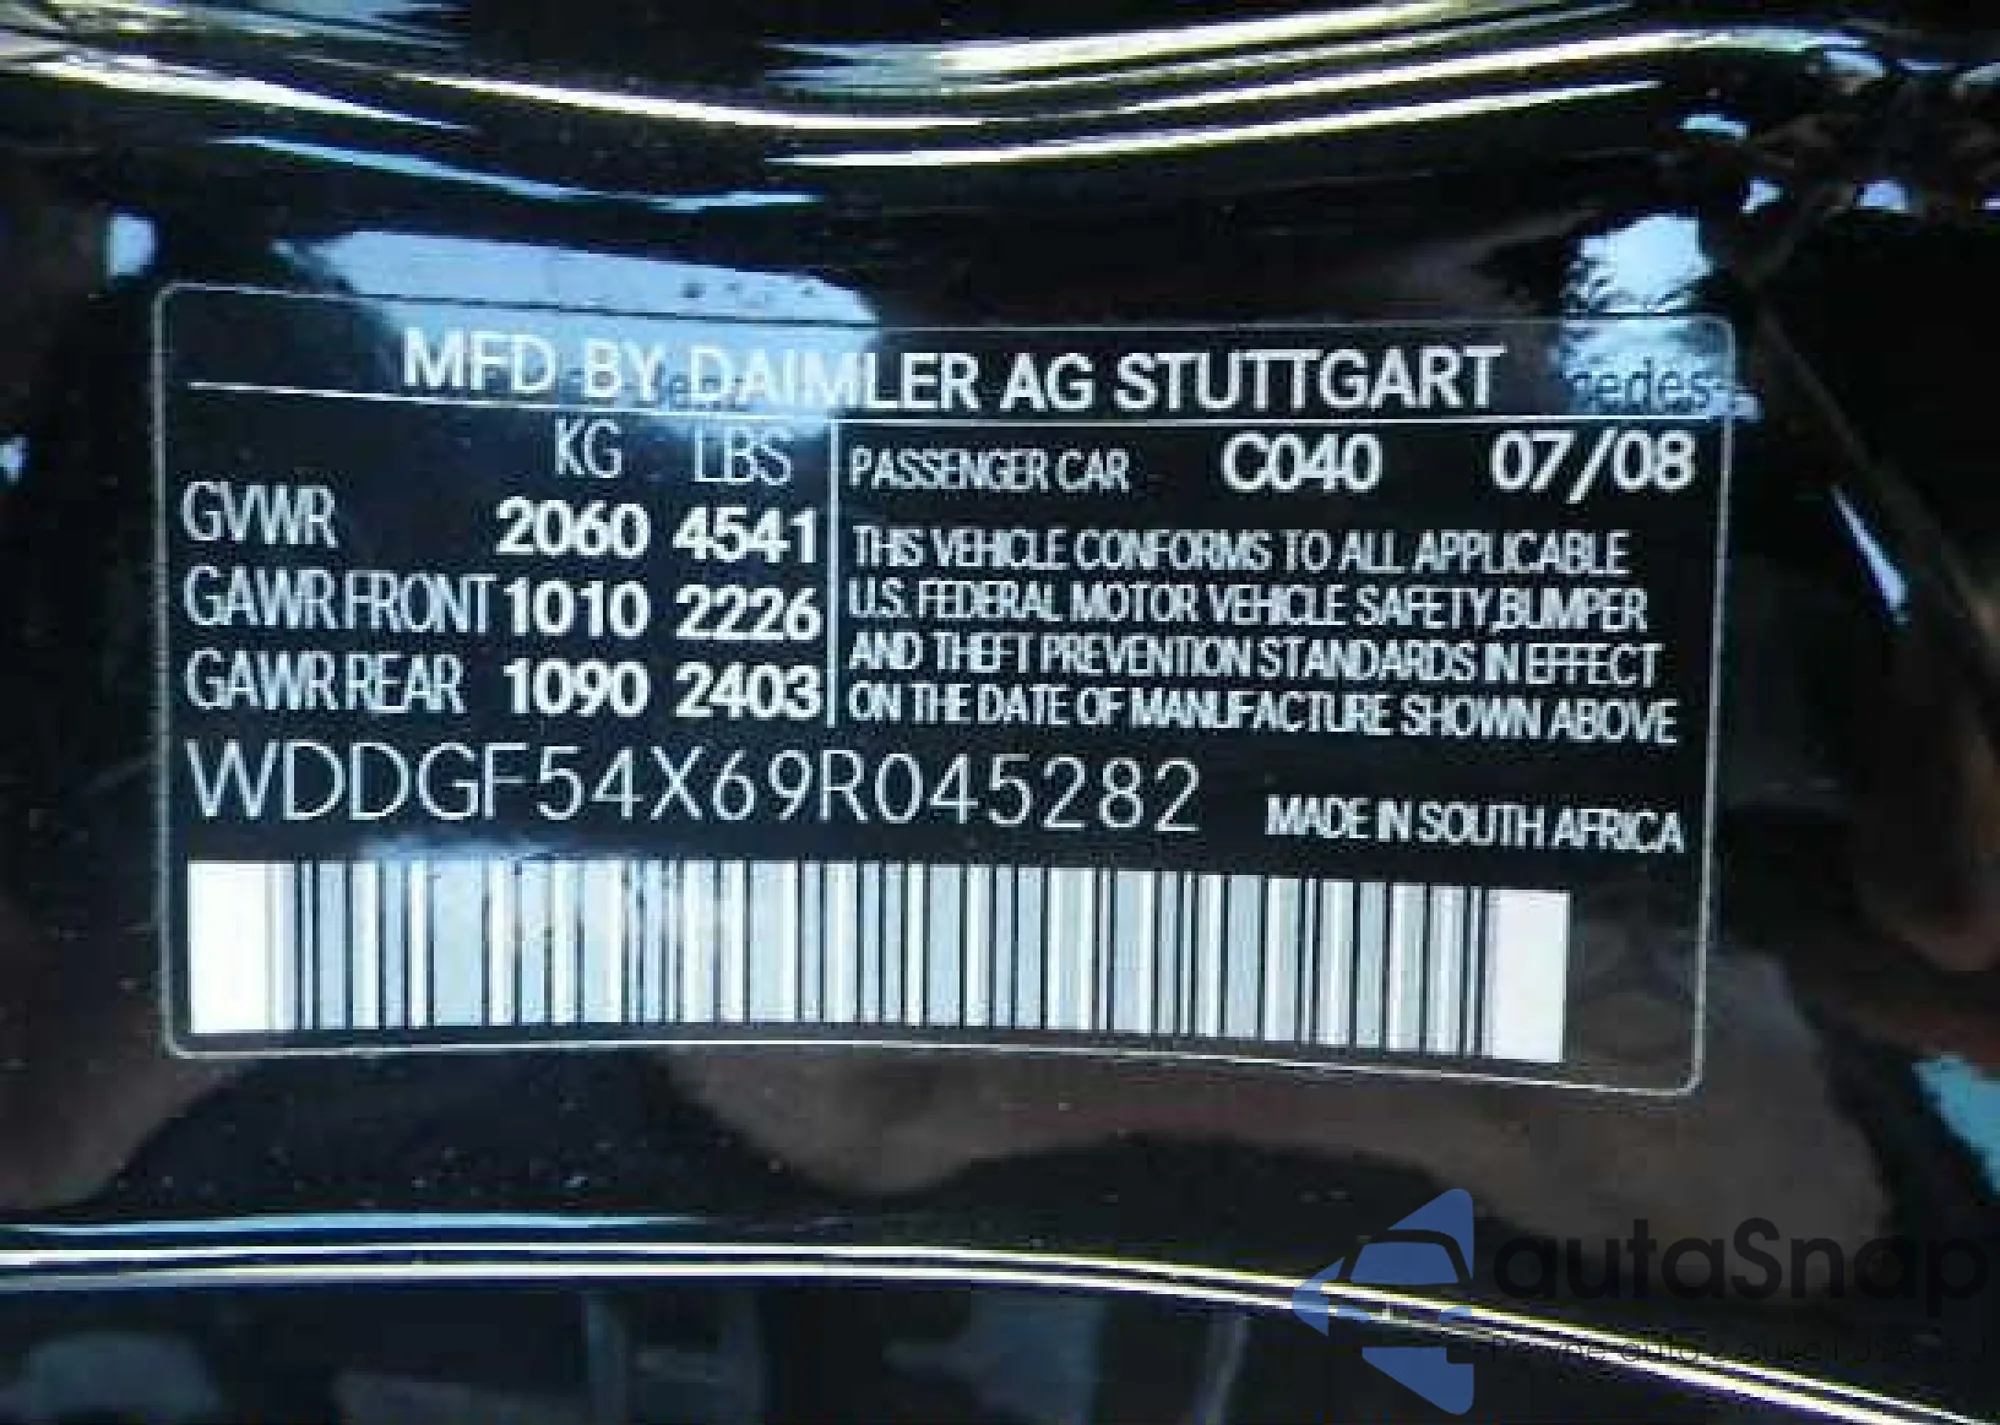 MFD BY DAIMLER AG STUTTGART
KG LBS
GVWR 2060 4541
GAWR FRONT 1010 2226
GAWR REAR 1090 2403
PASSENGER CAR C040 07/08
THIS VEHICLE CONFORMS TO ALL APPLICABLE
U.S. FEDERAL MOTOR VEHICLE SAFETY,BUMPER
AND THEFT PREVENTION STANDARDS IN EFFECT
ON THE DATE OF MANUFACTURE SHOWN ABOVE
WDDGF54X69R045282
MADE IN SOUTH AFRICA
autaSnap